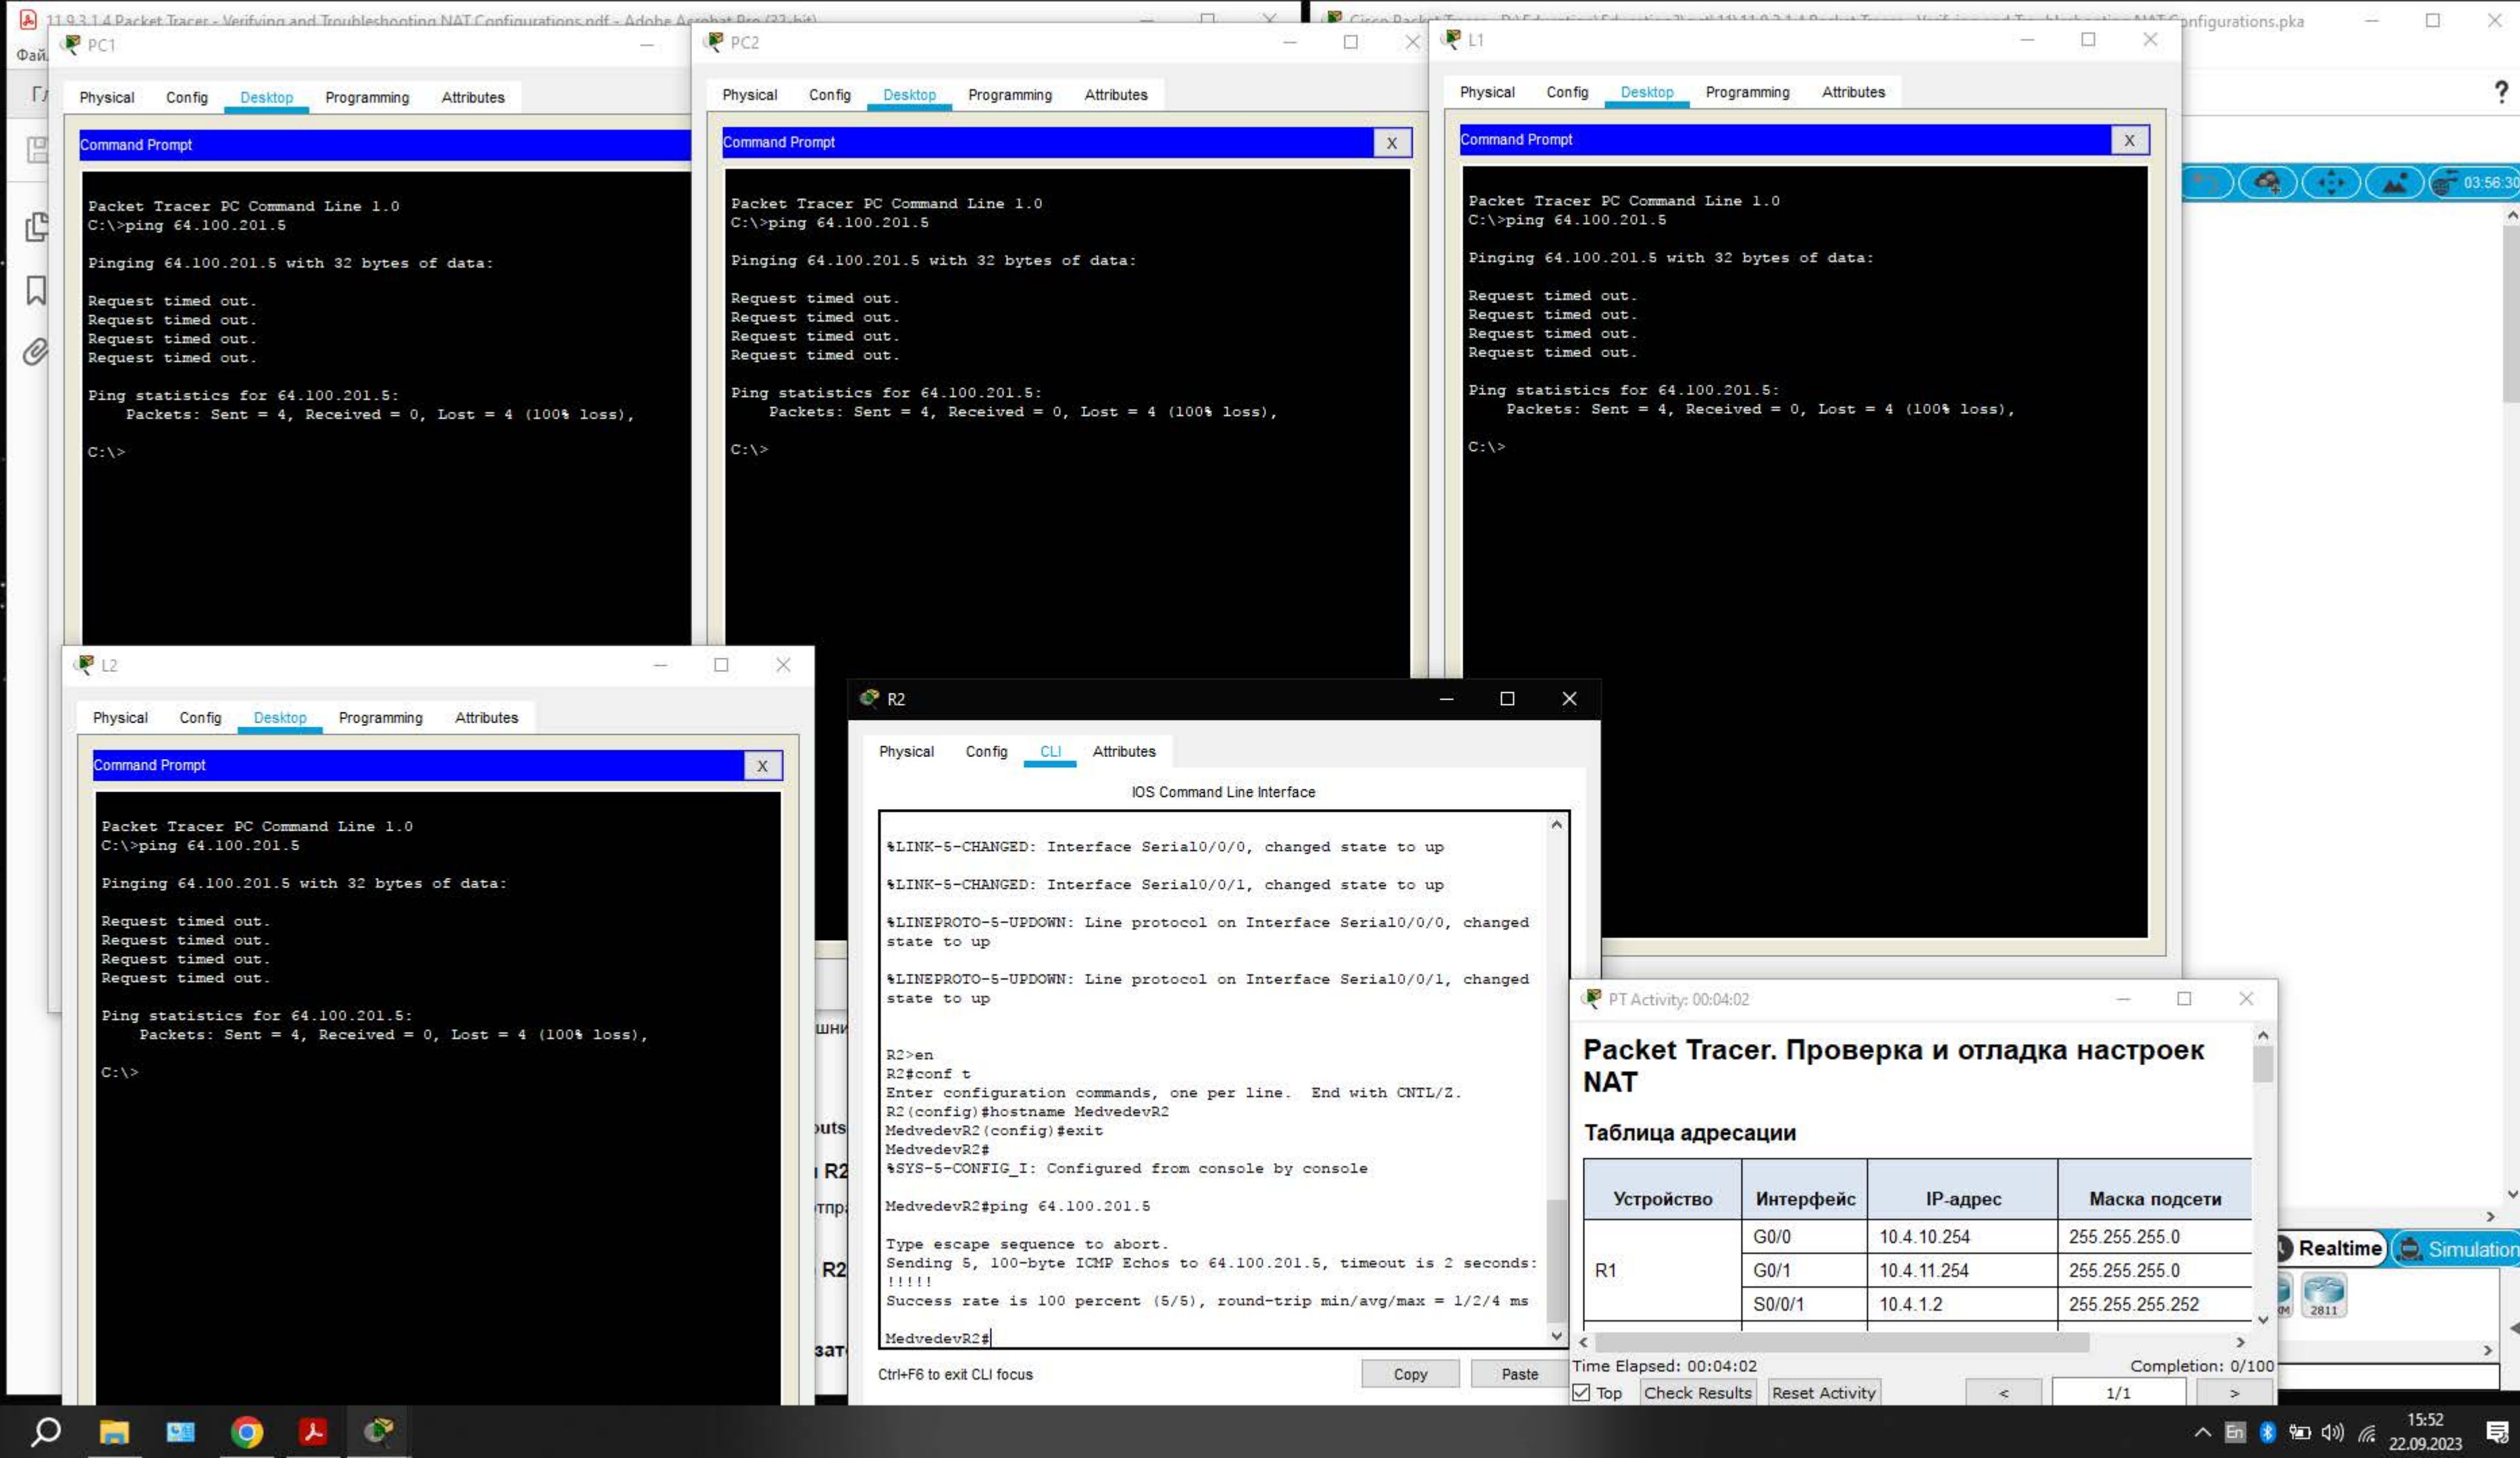 11.9.3.1.4 Packet Tracer - Verifying and Troubleshooting NAT Configurations.pdf - Adobe Acrobat Pro (32-bit)
PC1
Physical Config Desktop Programming Attributes
Command Prompt
Packet Tracer PC Command Line 1.0
C:\>ping 64.100.201.5
Pinging 64.100.201.5 with 32 bytes of data:
Request timed out.
Request timed out.
Request timed out.
Request timed out.
Ping statistics for 64.100.201.5:
Packets: Sent = 4, Received = 0, Lost = 4 (100% loss),
C:\>
PC2
Physical Config Desktop Programming Attributes
Command Prompt X
Packet Tracer PC Command Line 1.0
C:\>ping 64.100.201.5
Pinging 64.100.201.5 with 32 bytes of data:
Request timed out.
Request timed out.
Request timed out.
Request timed out.
Ping statistics for 64.100.201.5:
Packets: Sent = 4, Received = 0, Lost = 4 (100% loss),
C:\>
L1
Physical Config Desktop Programming Attributes
Command Prompt X
Packet Tracer PC Command Line 1.0
C:\>ping 64.100.201.5
Pinging 64.100.201.5 with 32 bytes of data:
Request timed out.
Request timed out.
Request timed out.
Request timed out.
Ping statistics for 64.100.201.5:
Packets: Sent = 4, Received = 0, Lost = 4 (100% loss),
C:\>
nfigurations.pka
?
03:56:30
L2
Physical Config Desktop Programming Attributes
Command Prompt X
Packet Tracer PC Command Line 1.0
C:\>ping 64.100.201.5
Pinging 64.100.201.5 with 32 bytes of data:
Request timed out.
Request timed out.
Request timed out.
Request timed out.
Ping statistics for 64.100.201.5:
Packets: Sent = 4, Received = 0, Lost = 4 (100% loss),
C:\>
R2
Physical Config CLI Attributes
IOS Command Line Interface
%LINK-5-CHANGED: Interface Serial0/0/0, changed state to up
%LINK-5-CHANGED: Interface Serial0/0/1, changed state to up
%LINEPROTO-5-UPDOWN: Line protocol on Interface Serial0/0/0, changed
state to up
%LINEPROTO-5-UPDOWN: Line protocol on Interface Serial0/0/1, changed
state to up
R2>en
R2#conf t
Enter configuration commands, one per line. End with CNTL/Z.
R2(config)#hostname MedvedevR2
MedvedevR2(config)#exit
MedvedevR2#
%SYS-5-CONFIG_I: Configured from console by console
MedvedevR2#ping 64.100.201.5
Type escape sequence to abort.
Sending 5, 100-byte ICMP Echos to 64.100.201.5, timeout is 2 seconds:
!!!!!
Success rate is 100 percent (5/5), round-trip min/avg/max = 1/2/4 ms
MedvedevR2#
Ctrl+F6 to exit CLI focus
Copy Paste
PT Activity: 00:04:02
Packet Tracer. Проверка и отладка настроек
NAT
Таблица адресации
Устройство Интерфейс IP-адрес Маска подсети
R1
G0/0 10.4.10.254 255.255.255.0
G0/1 10.4.11.254 255.255.255.0
S0/0/1 10.4.1.2 255.255.255.252
Time Elapsed: 00:04:02 Completion: 0/100
Top Check Results Reset Activity < 1/1 >
Realtime Simulation
2811
En
15:52
22.09.2023